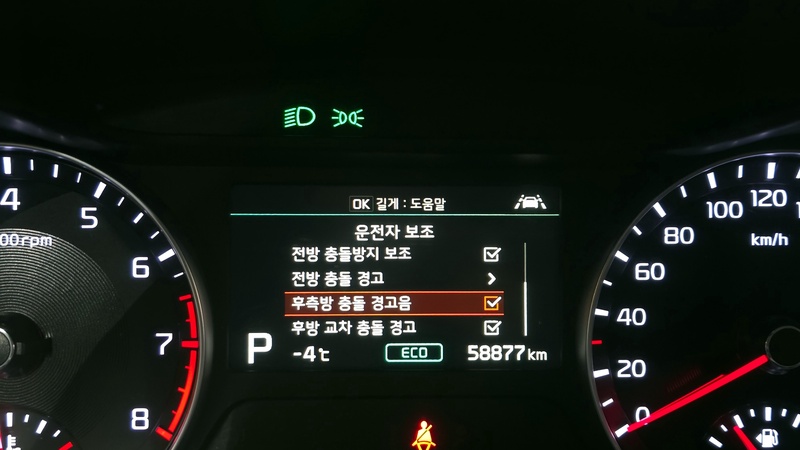 OK 길게 : 도움말
운전자 보조
전방 충돌방지 보조
전방 충돌 경고
후측방 충돌 경고음
후방 교차 충돌 경고
P -4℃ ECO 58877 km
4
5
6
7
8
00rpm
0
20
40
60
80
100
120
km/h